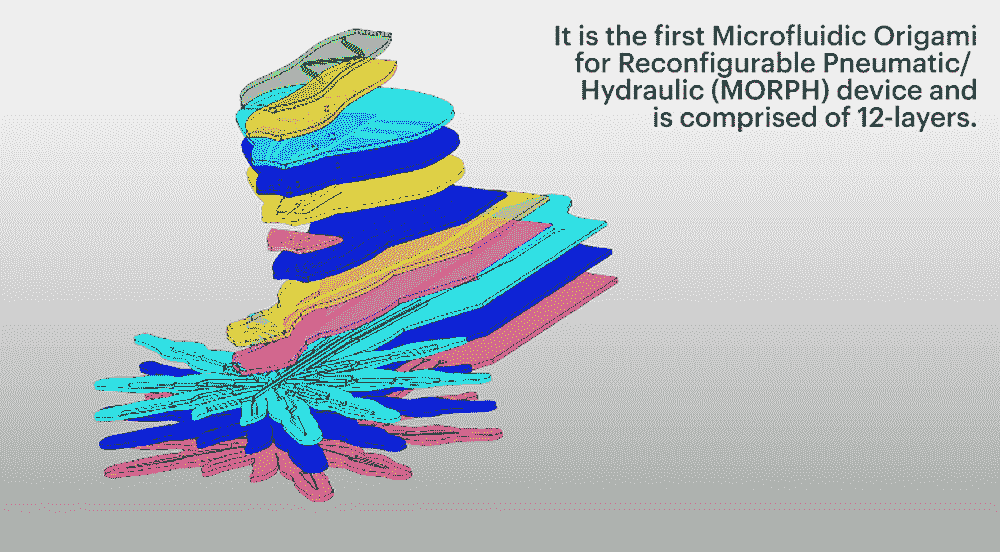 It is the first Microfluidic Origami
for Reconfigurable Pneumatic/
Hydraulic (MORPH) device and
is comprised of 12-layers.